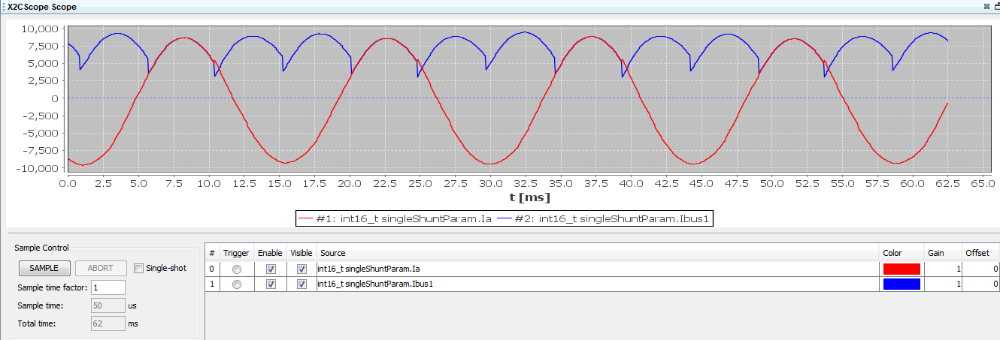 X2CScope Scope
10,000
7,500
5,000
2,500
0
-2,500
-5,000
-7,500
-10,000
0.0 2.5 5.0 7.5 10.0 12.5 15.0 17.5 20.0 22.5 25.0 27.5 30.0 32.5 35.0 37.5 40.0 42.5 45.0 47.5 50.0 52.5 55.0 57.5 60.0 62.5 65.0
t [ms]
#1: int16_t singleShuntParam.Ia #2: int16_t singleShuntParam.Ibus1
Sample Control
SAMPLE ABORT Single-shot
Sample time factor: 1
Sample time: 50 us
Total time: 62 ms
# Trigger Enable Visible Source Color Gain Offset
0 int16_t singleShuntParam.Ia 1 0
1 int16_t singleShuntParam.Ibus1 1 0